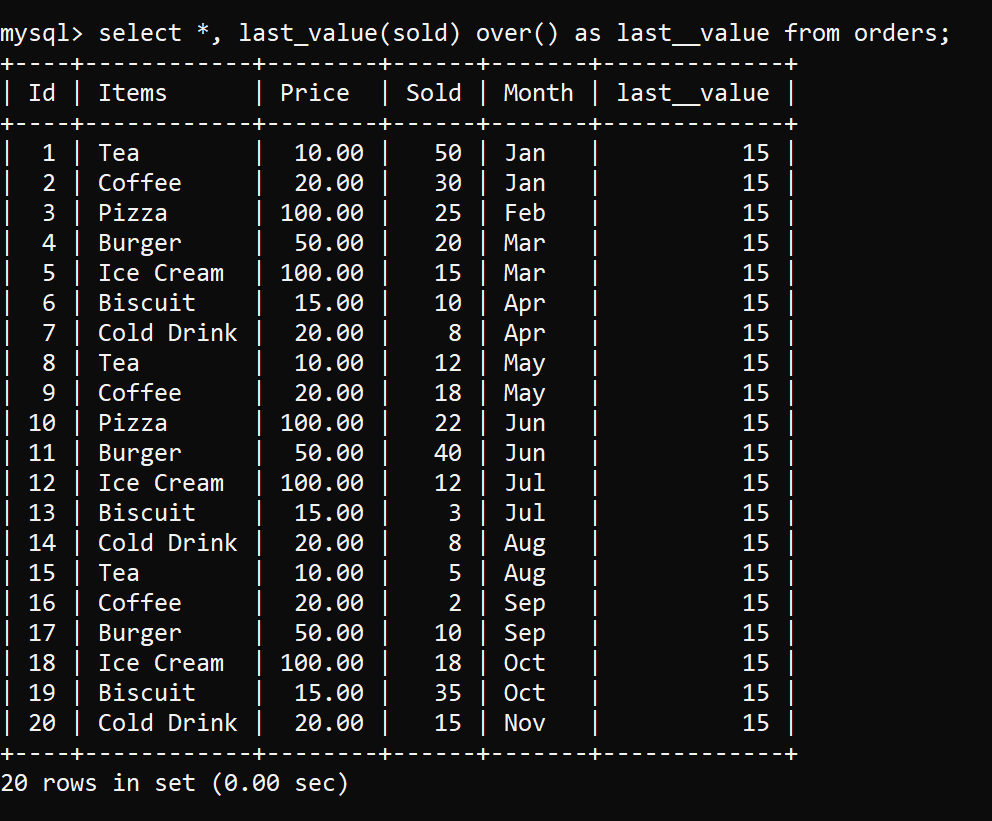 mysql> select *, last_value(sold) over() as last__value from orders;
+----+------------+--------+------+-------+-------------+
| Id | Items      | Price  | Sold | Month | last__value |
+----+------------+--------+------+-------+-------------+
|  1 | Tea        |  10.00 |   50 | Jan   |          15 |
|  2 | Coffee     |  20.00 |   30 | Jan   |          15 |
|  3 | Pizza      | 100.00 |   25 | Feb   |          15 |
|  4 | Burger     |  50.00 |   20 | Mar   |          15 |
|  5 | Ice Cream  | 100.00 |   15 | Mar   |          15 |
|  6 | Biscuit    |  15.00 |   10 | Apr   |          15 |
|  7 | Cold Drink |  20.00 |    8 | Apr   |          15 |
|  8 | Tea        |  10.00 |   12 | May   |          15 |
|  9 | Coffee     |  20.00 |   18 | May   |          15 |
| 10 | Pizza      | 100.00 |   22 | Jun   |          15 |
| 11 | Burger     |  50.00 |   40 | Jun   |          15 |
| 12 | Ice Cream  | 100.00 |   12 | Jul   |          15 |
| 13 | Biscuit    |  15.00 |    3 | Jul   |          15 |
| 14 | Cold Drink |  20.00 |    8 | Aug   |          15 |
| 15 | Tea        |  10.00 |    5 | Aug   |          15 |
| 16 | Coffee     |  20.00 |    2 | Sep   |          15 |
| 17 | Burger     |  50.00 |   10 | Sep   |          15 |
| 18 | Ice Cream  | 100.00 |   18 | Oct   |          15 |
| 19 | Biscuit    |  15.00 |   35 | Oct   |          15 |
| 20 | Cold Drink |  20.00 |   15 | Nov   |          15 |
+----+------------+--------+------+-------+-------------+
20 rows in set (0.00 sec)